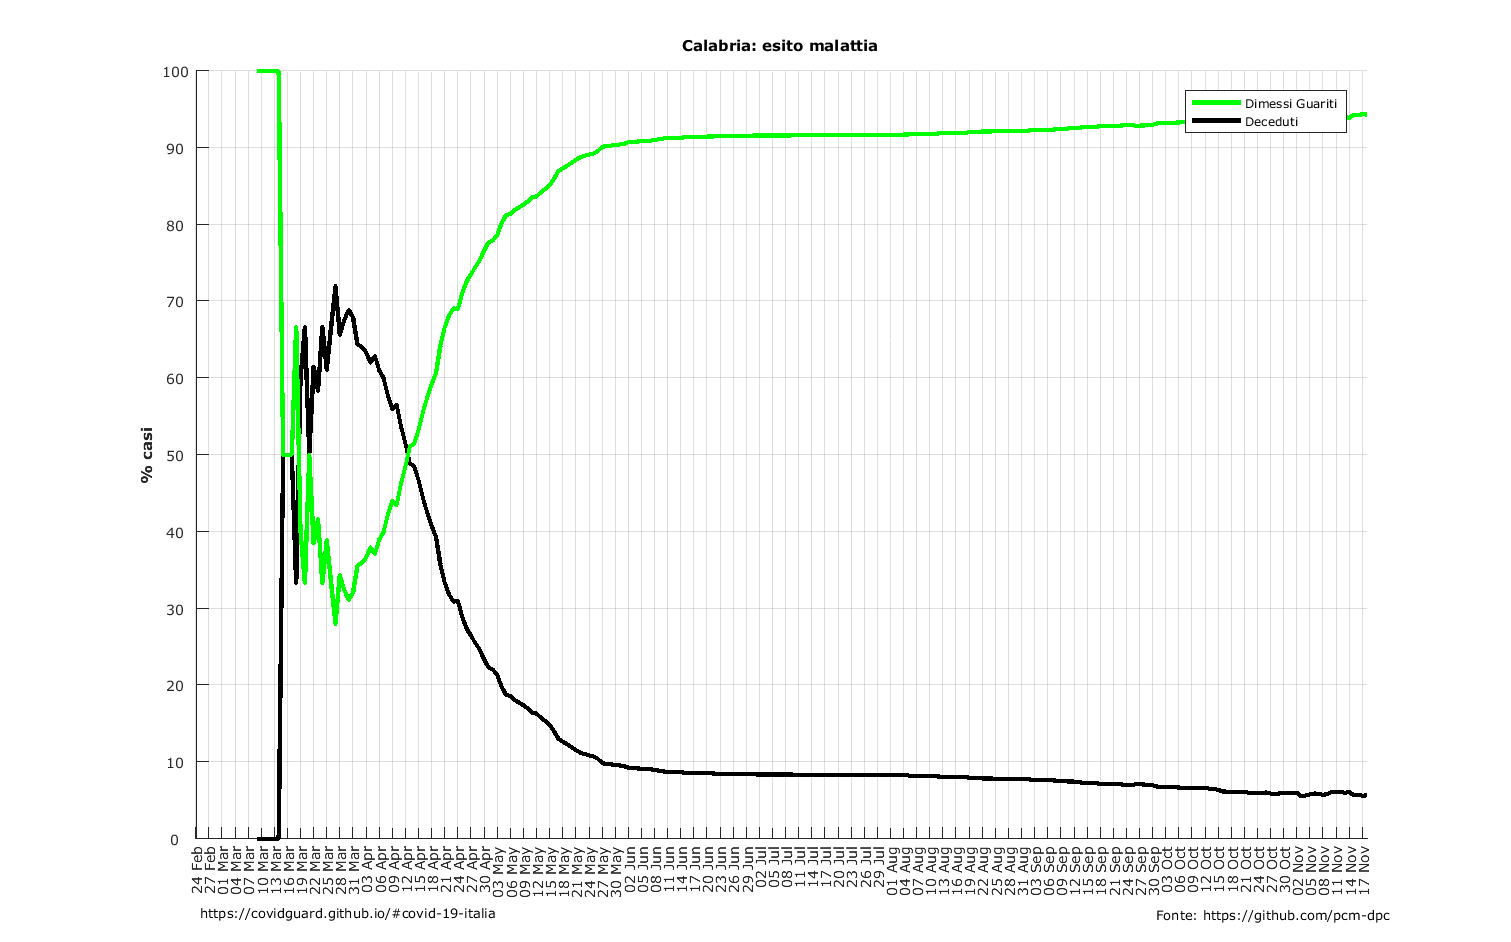 Calabria: esito malattia
100
90
80
70
60
50
40
30
20
10
0
% casi
Dimessi Guariti
Deceduti
24 Feb
27 Feb
01 Mar
04 Mar
07 Mar
10 Mar
13 Mar
16 Mar
19 Mar
22 Mar
25 Mar
28 Mar
31 Mar
03 Apr
06 Apr
09 Apr
12 Apr
15 Apr
18 Apr
21 Apr
24 Apr
27 Apr
30 Apr
03 May
06 May
09 May
12 May
15 May
18 May
21 May
24 May
27 May
30 May
02 Jun
05 Jun
08 Jun
11 Jun
14 Jun
17 Jun
20 Jun
23 Jun
26 Jun
29 Jun
02 Jul
05 Jul
08 Jul
11 Jul
14 Jul
17 Jul
20 Jul
23 Jul
26 Jul
29 Jul
01 Aug
04 Aug
07 Aug
10 Aug
13 Aug
16 Aug
19 Aug
22 Aug
25 Aug
28 Aug
31 Aug
03 Sep
06 Sep
09 Sep
12 Sep
15 Sep
18 Sep
21 Sep
24 Sep
27 Sep
30 Sep
03 Oct
06 Oct
09 Oct
12 Oct
15 Oct
18 Oct
21 Oct
24 Oct
27 Oct
30 Oct
02 Nov
05 Nov
08 Nov
11 Nov
14 Nov
17 Nov
https://covidguard.github.io/#covid-19-italia
Fonte: https://github.com/pcm-dpc